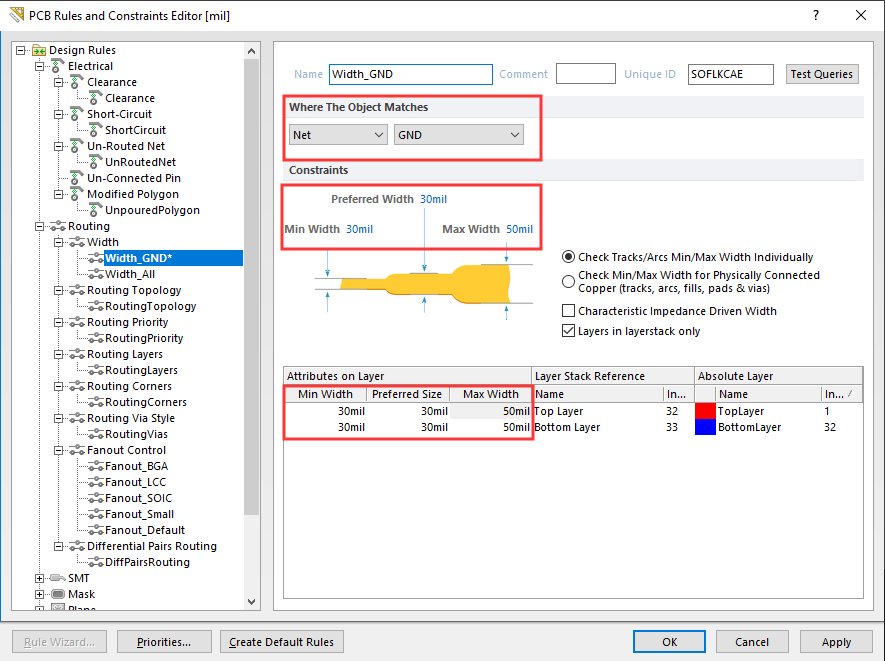 PCB Rules and Constraints Editor [mil]
?
Design Rules
Electrical
Clearance
Clearance
Short-Circuit
ShortCircuit
Un-Routed Net
UnRoutedNet
Un-Connected Pin
Modified Polygon
UnpouredPolygon
Routing
Width
Width_GND*
Width_All
Routing Topology
RoutingTopology
Routing Priority
RoutingPriority
Routing Layers
RoutingLayers
Routing Corners
RoutingCorners
Routing Via Style
RoutingVias
Fanout Control
Fanout_BGA
Fanout_LCC
Fanout_SOIC
Fanout_Small
Fanout_Default
Differential Pairs Routing
DiffPairsRouting
SMT
Mask
Plane
Name Width_GND Comment Unique ID SOFLKCAE Test Queries
Where The Object Matches
Net GND
Constraints
Preferred Width 30mil
Min Width 30mil Max Width 50mil
Check Tracks/Arcs Min/Max Width Individually
Check Min/Max Width for Physically Connected
Copper (tracks, arcs, fills, pads & vias)
Characteristic Impedance Driven Width
Layers in layerstack only
Attributes on Layer Layer Stack Reference Absolute Layer
Min Width Preferred Size Max Width Name In... Name In...
30mil 30mil 50mil Top Layer 32 TopLayer 1
30mil 30mil 50mil Bottom Layer 33 BottomLayer 32
Rule Wizard... Priorities... Create Default Rules OK Cancel Apply